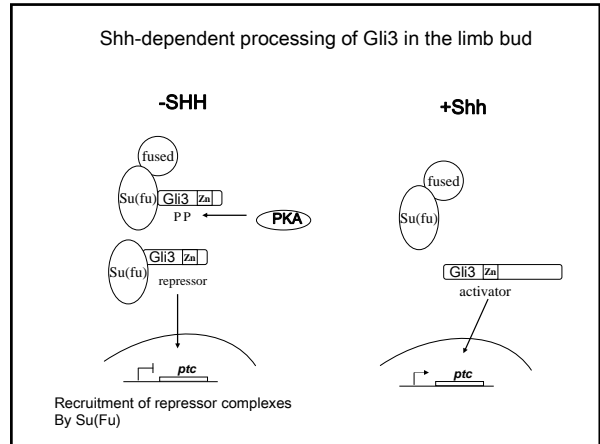 Shh-dependent processing of Gli3 in the limb bud
-SHH
fused
Su(fu)
Gli3 Zn
PP
PKA
Su(fu)
Gli3 Zn
repressor
ptc
Recruitment of repressor complexes
By Su(Fu)
+Shh
fused
Su(fu)
Gli3 Zn
activator
ptc